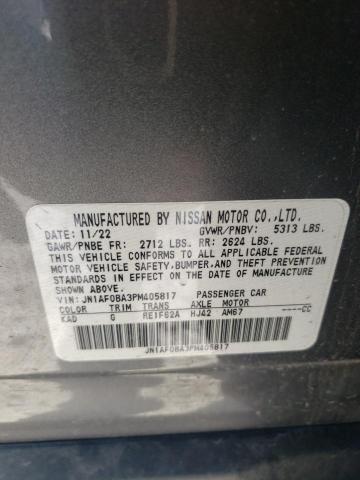 MANUFACTURED BY NISSAN MOTOR CO.,LTD.
DATE: 11/22 GVWR/PNBV: 5313 LBS.
GAWR/PNBE FR: 2712 LBS. RR: 2624 LBS.
THIS VEHICLE CONFORMS TO ALL APPLICABLE FEDERAL
MOTOR VEHICLE SAFETY, BUMPER, AND THEFT PREVENTION
STANDARDS IN EFFECT ON THE DATE OF MANUFACTURE
SHOWN ABOVE.
VIN: JN1AF0BA3PM405817 PASSENGER CAR
COLOR TRIM TRANS AXLE MOTOR
KAD G RE1F62A HJ42 AM67 ----CC
JN1AF0BA3PM405817